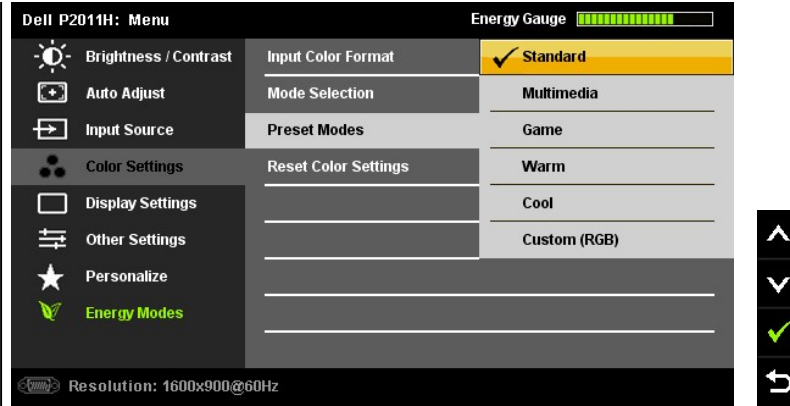 Dell P2011H: Menu
Energy Gauge
Brightness / Contrast
Auto Adjust
Input Source
Color Settings
Display Settings
Other Settings
Personalize
Energy Modes
Input Color Format
Mode Selection
Preset Modes
Reset Color Settings
Standard
Multimedia
Game
Warm
Cool
Custom (RGB)
Resolution: 1600x900@60Hz